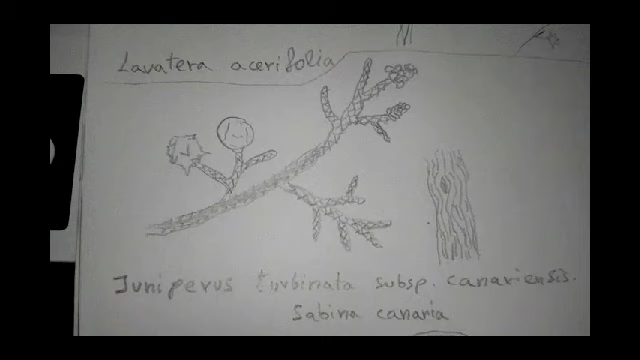 Lavatera acerifolia
Juniperus turbinata subsp. canariensis.
Sabina canaria